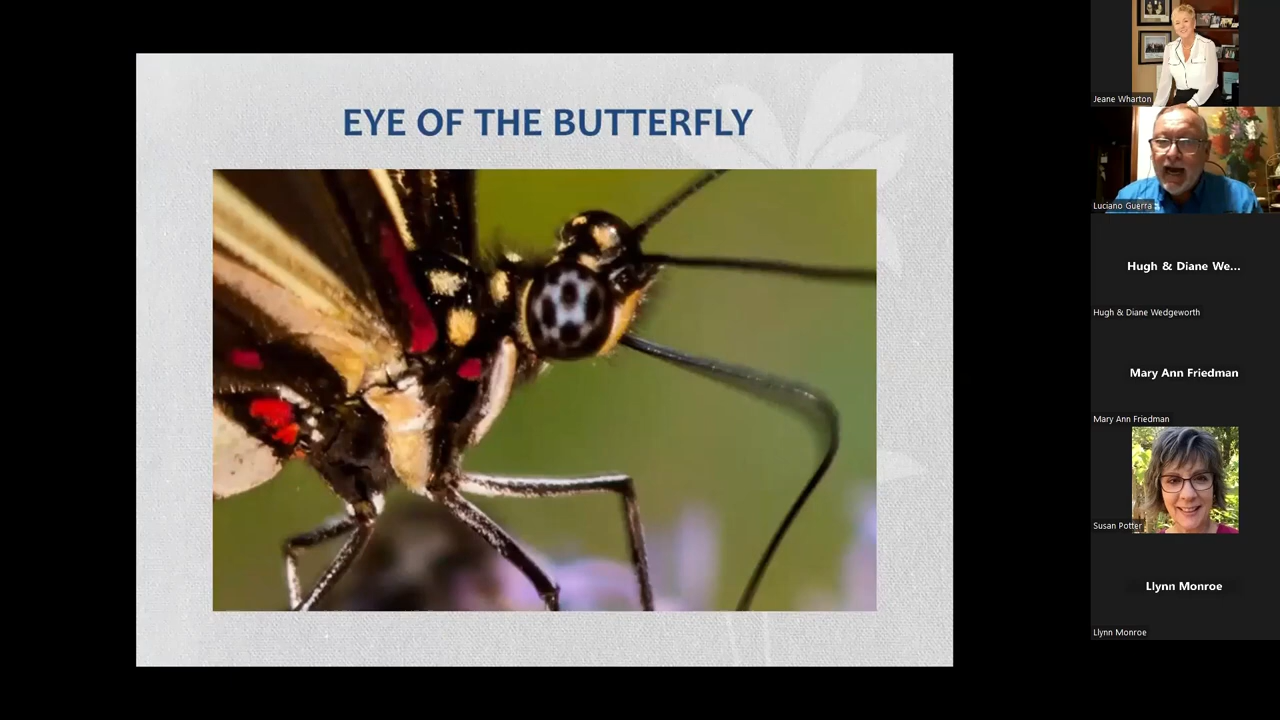 EYE OF THE BUTTERFLY
Jeane Wharton
Luciano Guerra
Hugh & Diane We...
Hugh & Diane Wedgeworth
Mary Ann Friedman
Mary Ann Friedman
Susan Potter
Llynn Monroe
Llynn Monroe